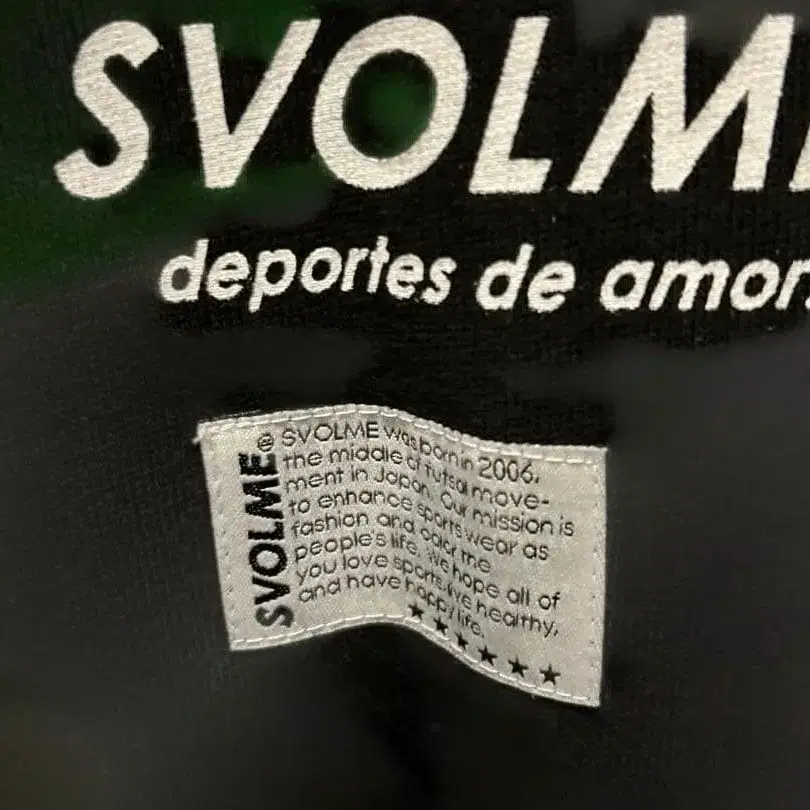 SVOLME
deportes de amor.
SVOLME
@ SVOLME was born in 2006,
the middle of futsal move-
ment in Japan. Our mission is
to enhance sports wear as
fashion and color the
people's life. We hope all of
you love sports, live healthy,
and have happy life.
★★★★★★